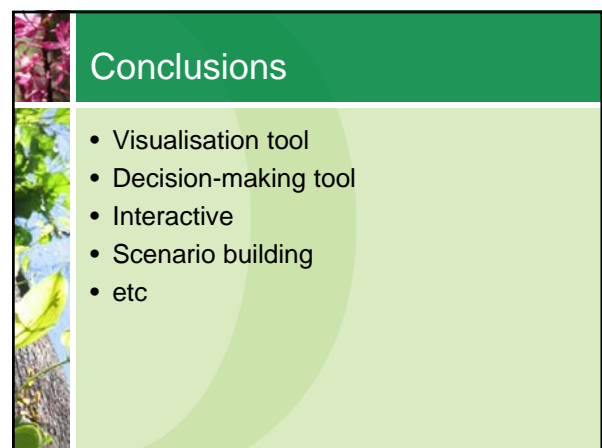 Conclusions
• Visualisation tool
• Decision-making tool
• Interactive
• Scenario building
• etc